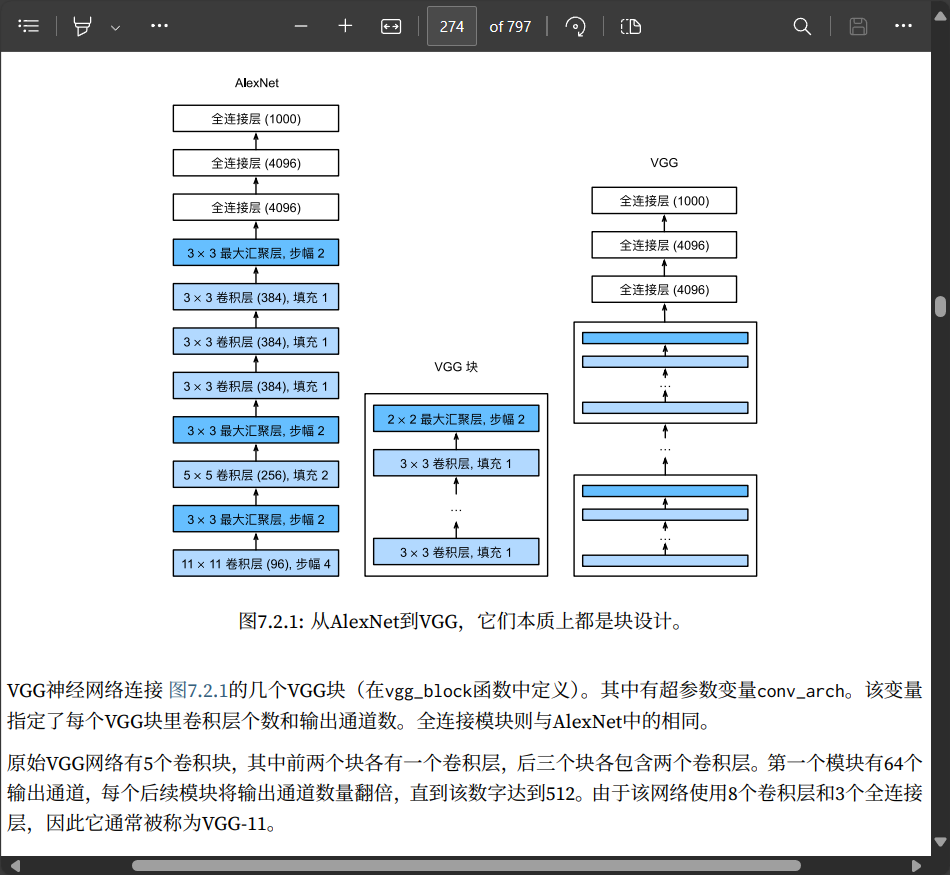 274 of 797
AlexNet
全连接层 (1000)
全连接层 (4096)
全连接层 (4096)
3 × 3 最大汇聚层, 步幅 2
3 × 3 卷积层 (384), 填充 1
3 × 3 卷积层 (384), 填充 1
3 × 3 卷积层 (384), 填充 1
3 × 3 最大汇聚层, 步幅 2
5 × 5 卷积层 (256), 填充 2
3 × 3 最大汇聚层, 步幅 2
11 × 11 卷积层 (96), 步幅 4
VGG 块
2 × 2 最大汇聚层, 步幅 2
3 × 3 卷积层, 填充 1
...
3 × 3 卷积层, 填充 1
VGG
全连接层 (1000)
全连接层 (4096)
全连接层 (4096)
...
...
...
图7.2.1: 从AlexNet到VGG，它们本质上都是块设计。
VGG神经网络连接 图7.2.1的几个VGG块（在vgg_block函数中定义）。其中有超参数变量conv_arch。该变量
指定了每个VGG块里卷积层个数和输出通道数。全连接模块则与AlexNet中的相同。
原始VGG网络有5个卷积块，其中前两个块各有一个卷积层，后三个块各包含两个卷积层。第一个模块有64个
输出通道，每个后续模块将输出通道数量翻倍，直到该数字达到512。由于该网络使用8个卷积层和3个全连接
层，因此它通常被称为VGG-11。